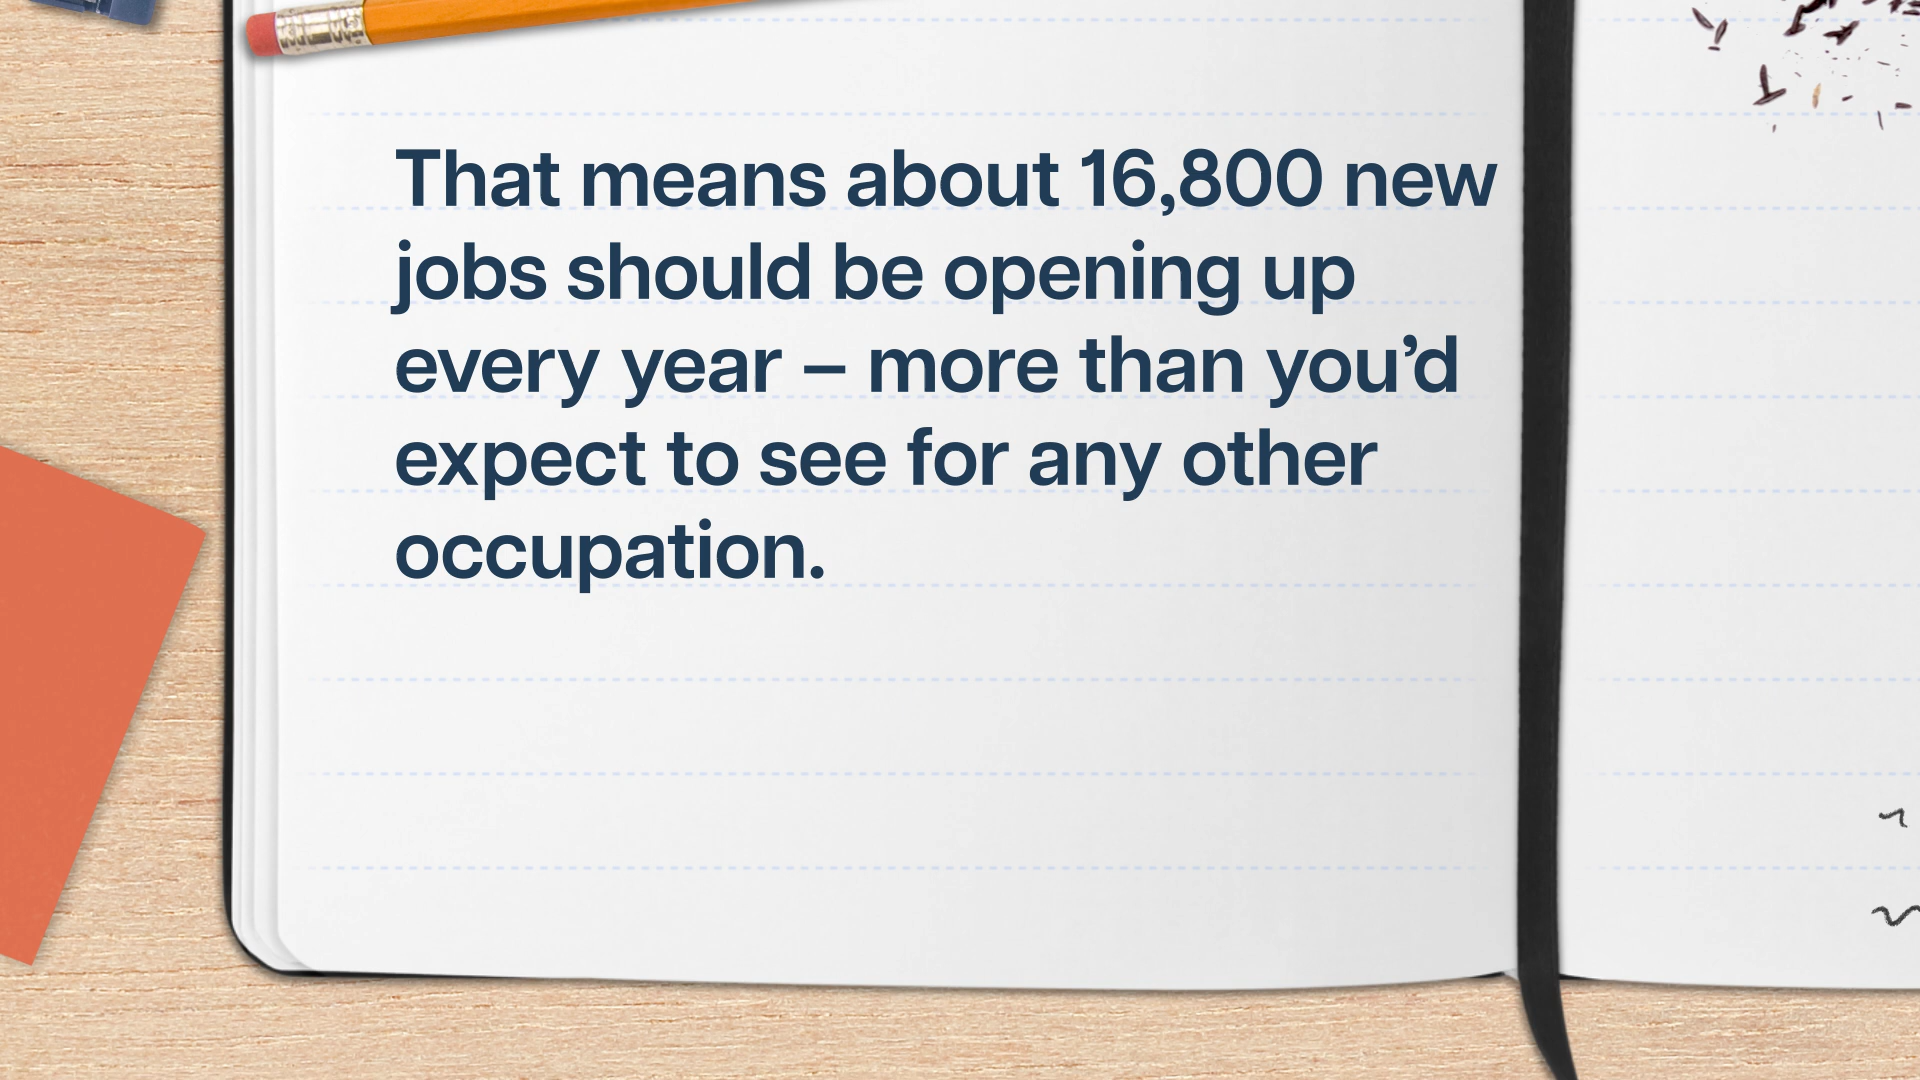 That means about 16,800 new
jobs should be opening up
every year – more than you’d
expect to see for any other
occupation.